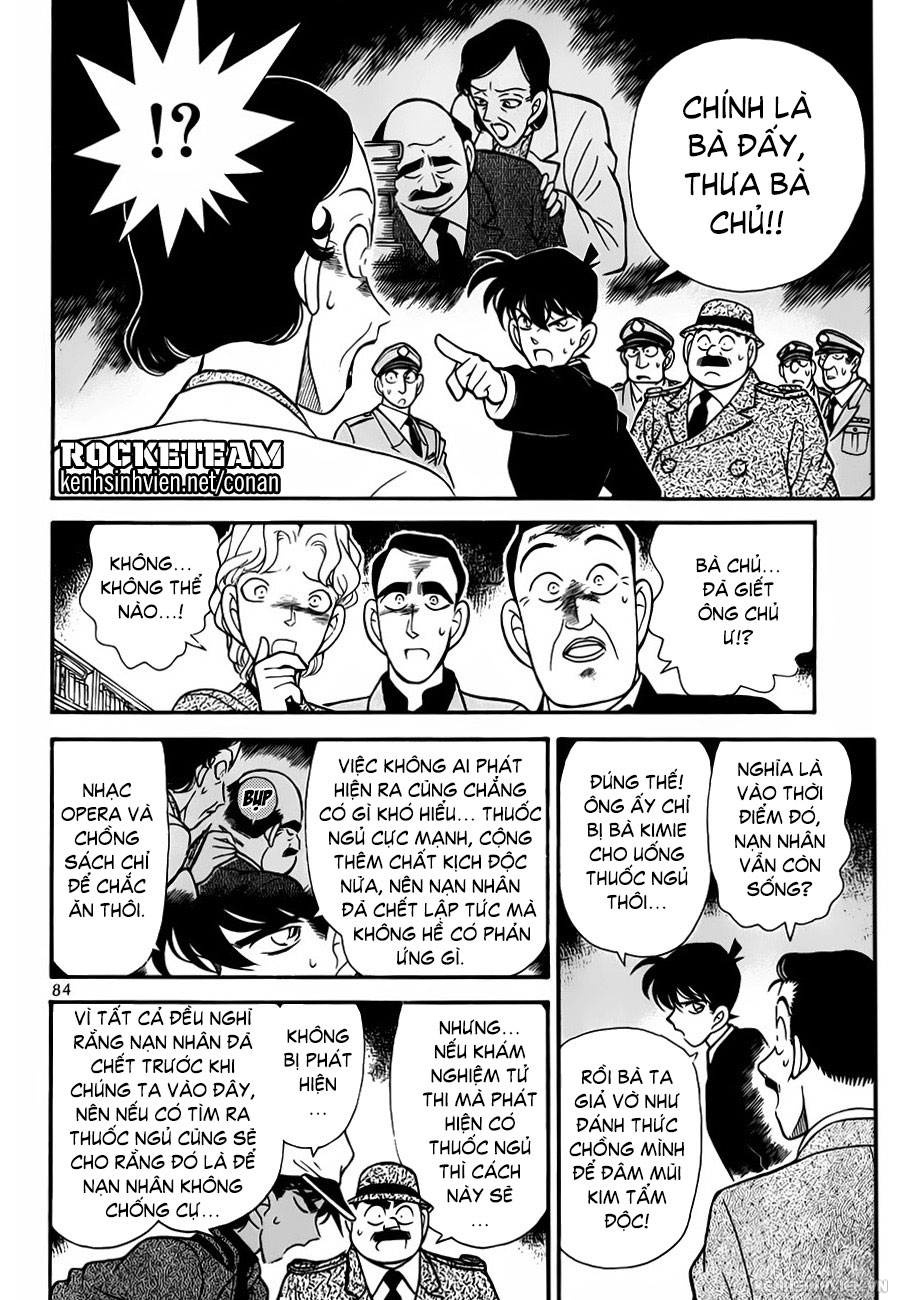 CHÍNH LÀ
BÀ ĐẤY,
THƯA BÀ
CHỦ!!
!?
ROCKETEAM
kenhsinhvien.net/conan
BÀ CHỦ...
ĐÃ GIẾT
ÔNG CHỦ
Ư!?
KHÔNG...
KHÔNG THỂ
NÀO...!
NGHĨA LÀ
VÀO THỜI
ĐIỂM ĐÓ,
NẠN NHÂN
VẪN CÒN
SỐNG?
ĐÚNG THẾ!
ÔNG ẤY CHỈ
BỊ BÀ KIMIE
CHO UỐNG
THUỐC NGỦ
THÔI...
RỒI BÀ TA
GIẢ VỜ NHƯ
ĐÁNH THỨC
CHỒNG MÌNH
ĐỂ ĐÂM MŨI
KIM TẨM
ĐỘC!
VIỆC KHÔNG AI PHÁT
HIỆN RA CŨNG CHẲNG
CÓ GÌ KHÓ HIỂU... THUỐC
NGỦ CỰC MẠNH, CỘNG
THÊM CHẤT KỊCH ĐỘC
NỬA, NÊN NẠN NHÂN
ĐÃ CHẾT LẬP TỨC MÀ
KHÔNG HỀ CÓ PHẢN
ỨNG GÌ.
BỤP
NHẠC
OPERA VÀ
CHỒNG
SÁCH CHỈ
ĐỂ CHẮC
ĂN THÔI.
84
NHƯNG...
NẾU KHÁM
NGHIỆM TỬ
THI MÀ PHÁT
HIỆN CÓ
THUỐC NGỦ
THÌ CÁCH
NÀY SẼ
...
KHÔNG
BỊ PHÁT
HIỆN
...
VÌ TẤT CẢ ĐỀU NGHĨ
RẰNG NẠN NHÂN ĐÃ
CHẾT TRƯỚC KHI
CHÚNG TA VÀO ĐÂY,
NÊN NẾU CÓ TÌM RA
THUỐC NGỦ CŨNG SẼ
CHO RẰNG ĐÓ LÀ ĐỂ
NẠN NHÂN KHÔNG
CHỐNG CỰ...